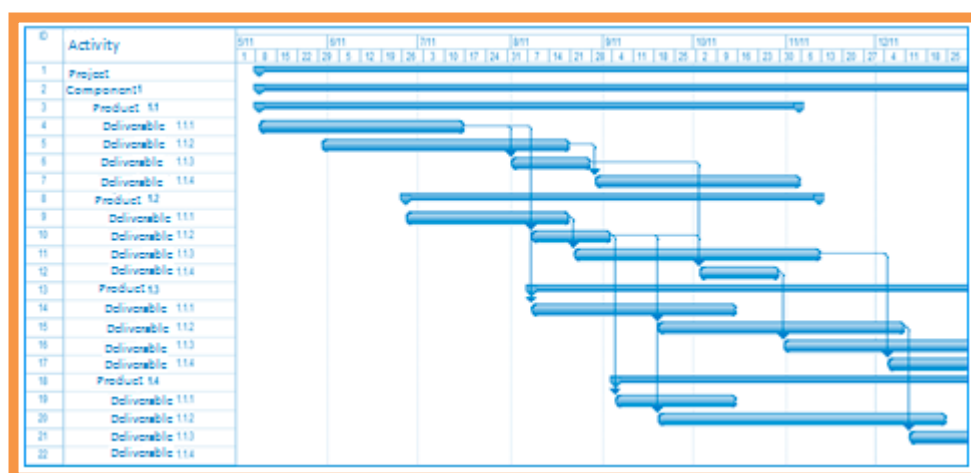 ID Activity 5/11 6/11 7/11 8/11 9/11 10/11 11/11 12/11
1 8 15 22 29 5 12 19 26 3 10 17 24 31 7 14 21 28 4 11 18 25 2 9 16 23 30 6 13 20 27 4 11 18 25
1 Project
2 Component1
3 Product 1.1
4 Deliverable 1.1.1
5 Deliverable 1.1.2
6 Deliverable 1.1.3
7 Deliverable 1.1.4
8 Product 1.2
9 Deliverable 1.1.1
10 Deliverable 1.1.2
11 Deliverable 1.1.3
12 Deliverable 1.1.4
13 Product 1.3
14 Deliverable 1.1.1
15 Deliverable 1.1.2
16 Deliverable 1.1.3
17 Deliverable 1.1.4
18 Product 1.4
19 Deliverable 1.1.1
20 Deliverable 1.1.2
21 Deliverable 1.1.3
22 Deliverable 1.1.4